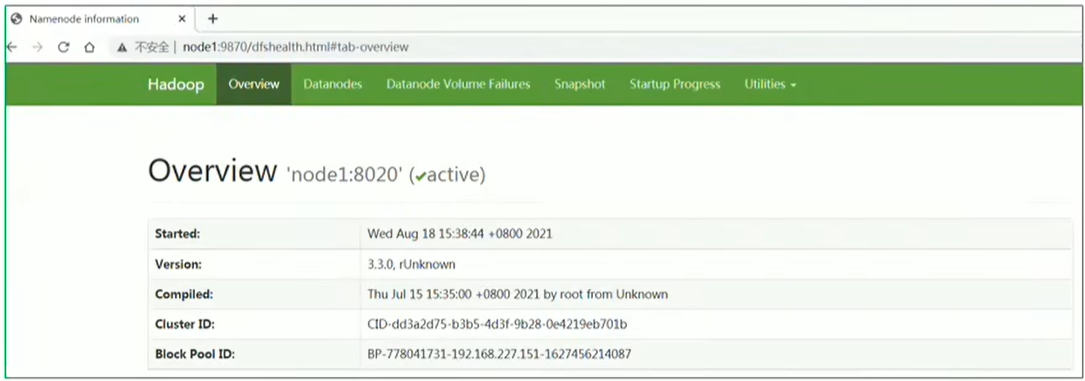 Namenode information
不安全 | node1:9870/dfshealth.html#tab-overview
Hadoop Overview Datanodes Datanode Volume Failures Snapshot Startup Progress Utilities
Overview 'node1:8020' (✔active)
Started: Wed Aug 18 15:38:44 +0800 2021
Version: 3.3.0, rUnknown
Compiled: Thu Jul 15 15:35:00 +0800 2021 by root from Unknown
Cluster ID: CID-dd3a2d75-b3b5-4d3f-9b28-0e4219eb701b
Block Pool ID: BP-778041731-192.168.227.151-1627456214087